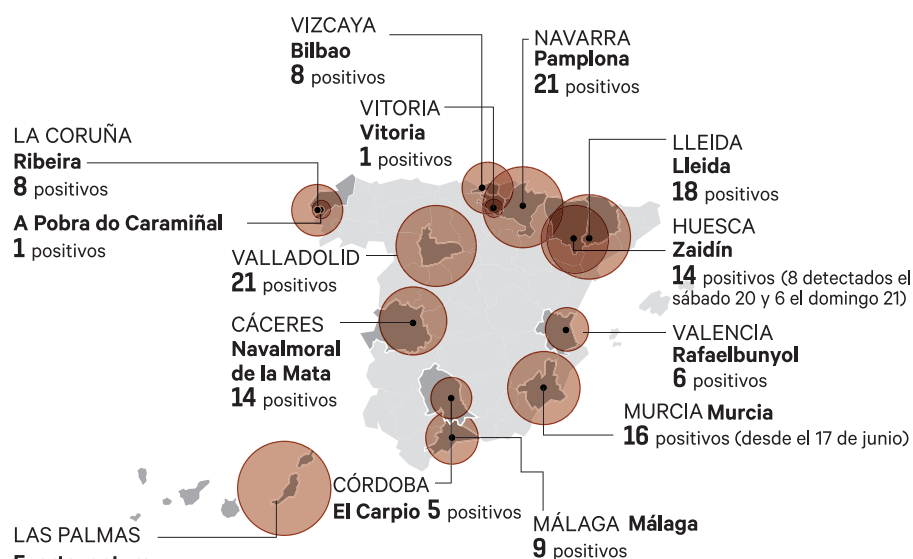 VIZCAYA
Bilbao
8 positivos
NAVARRA
Pamplona
21 positivos
VITORIA
Vitoria
1 positivos
LA CORUÑA
Ribeira
8 positivos
A Pobra do Caramiñal
1 positivos
LLEIDA
Lleida
18 positivos
HUESCA
Zaidín
14 positivos (8 detectados el
sábado 20 y 6 el domingo 21)
VALLADOLID
21 positivos
CÁCERES
Navalmoral
de la Mata
14 positivos
VALENCIA
Rafaelbunyol
6 positivos
MURCIA Murcia
16 positivos (desde el 17 de junio)
CÓRDOBA
El Carpio 5 positivos
MÁLAGA Málaga
9 positivos
LAS PALMAS